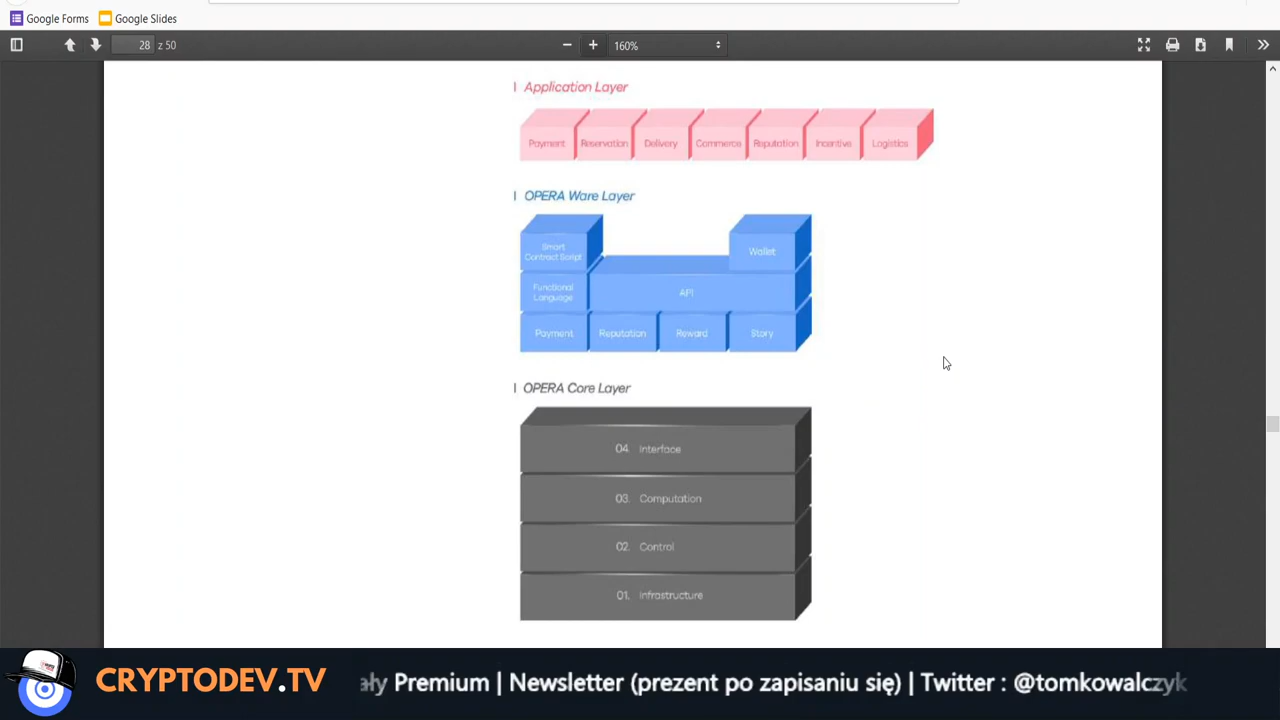 Google Forms
Google Slides
28 z 50
160%
Application Layer
Payment
Reservation
Delivery
Commerce
Reputation
Incentive
Logistics
OPERA Ware Layer
Smart
Contract Script
Wallet
Functional
Language
API
Payment
Reputation
Reward
Story
OPERA Core Layer
04. Interface
03. Computation
02. Control
01. Infrastructure
CRYPTODEV.TV
ały Premium | Newsletter (prezent po zapisaniu się) | Twitter : @tomkowalczyk